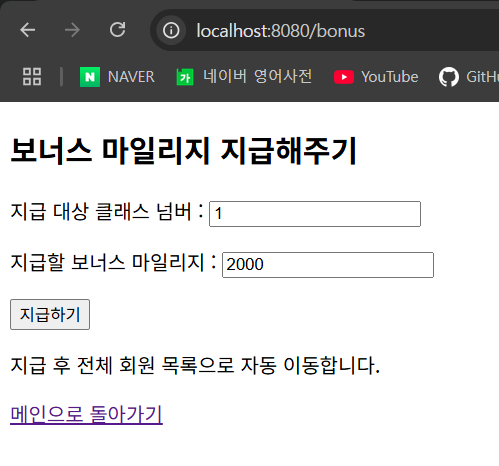 localhost:8080/bonus
NAVER 네이버 영어사전 YouTube GitHu
보너스 마일리지 지급해주기
지급 대상 클래스 넘버 : 1
지급할 보너스 마일리지 : 2000
지급하기
지급 후 전체 회원 목록으로 자동 이동합니다.
메인으로 돌아가기